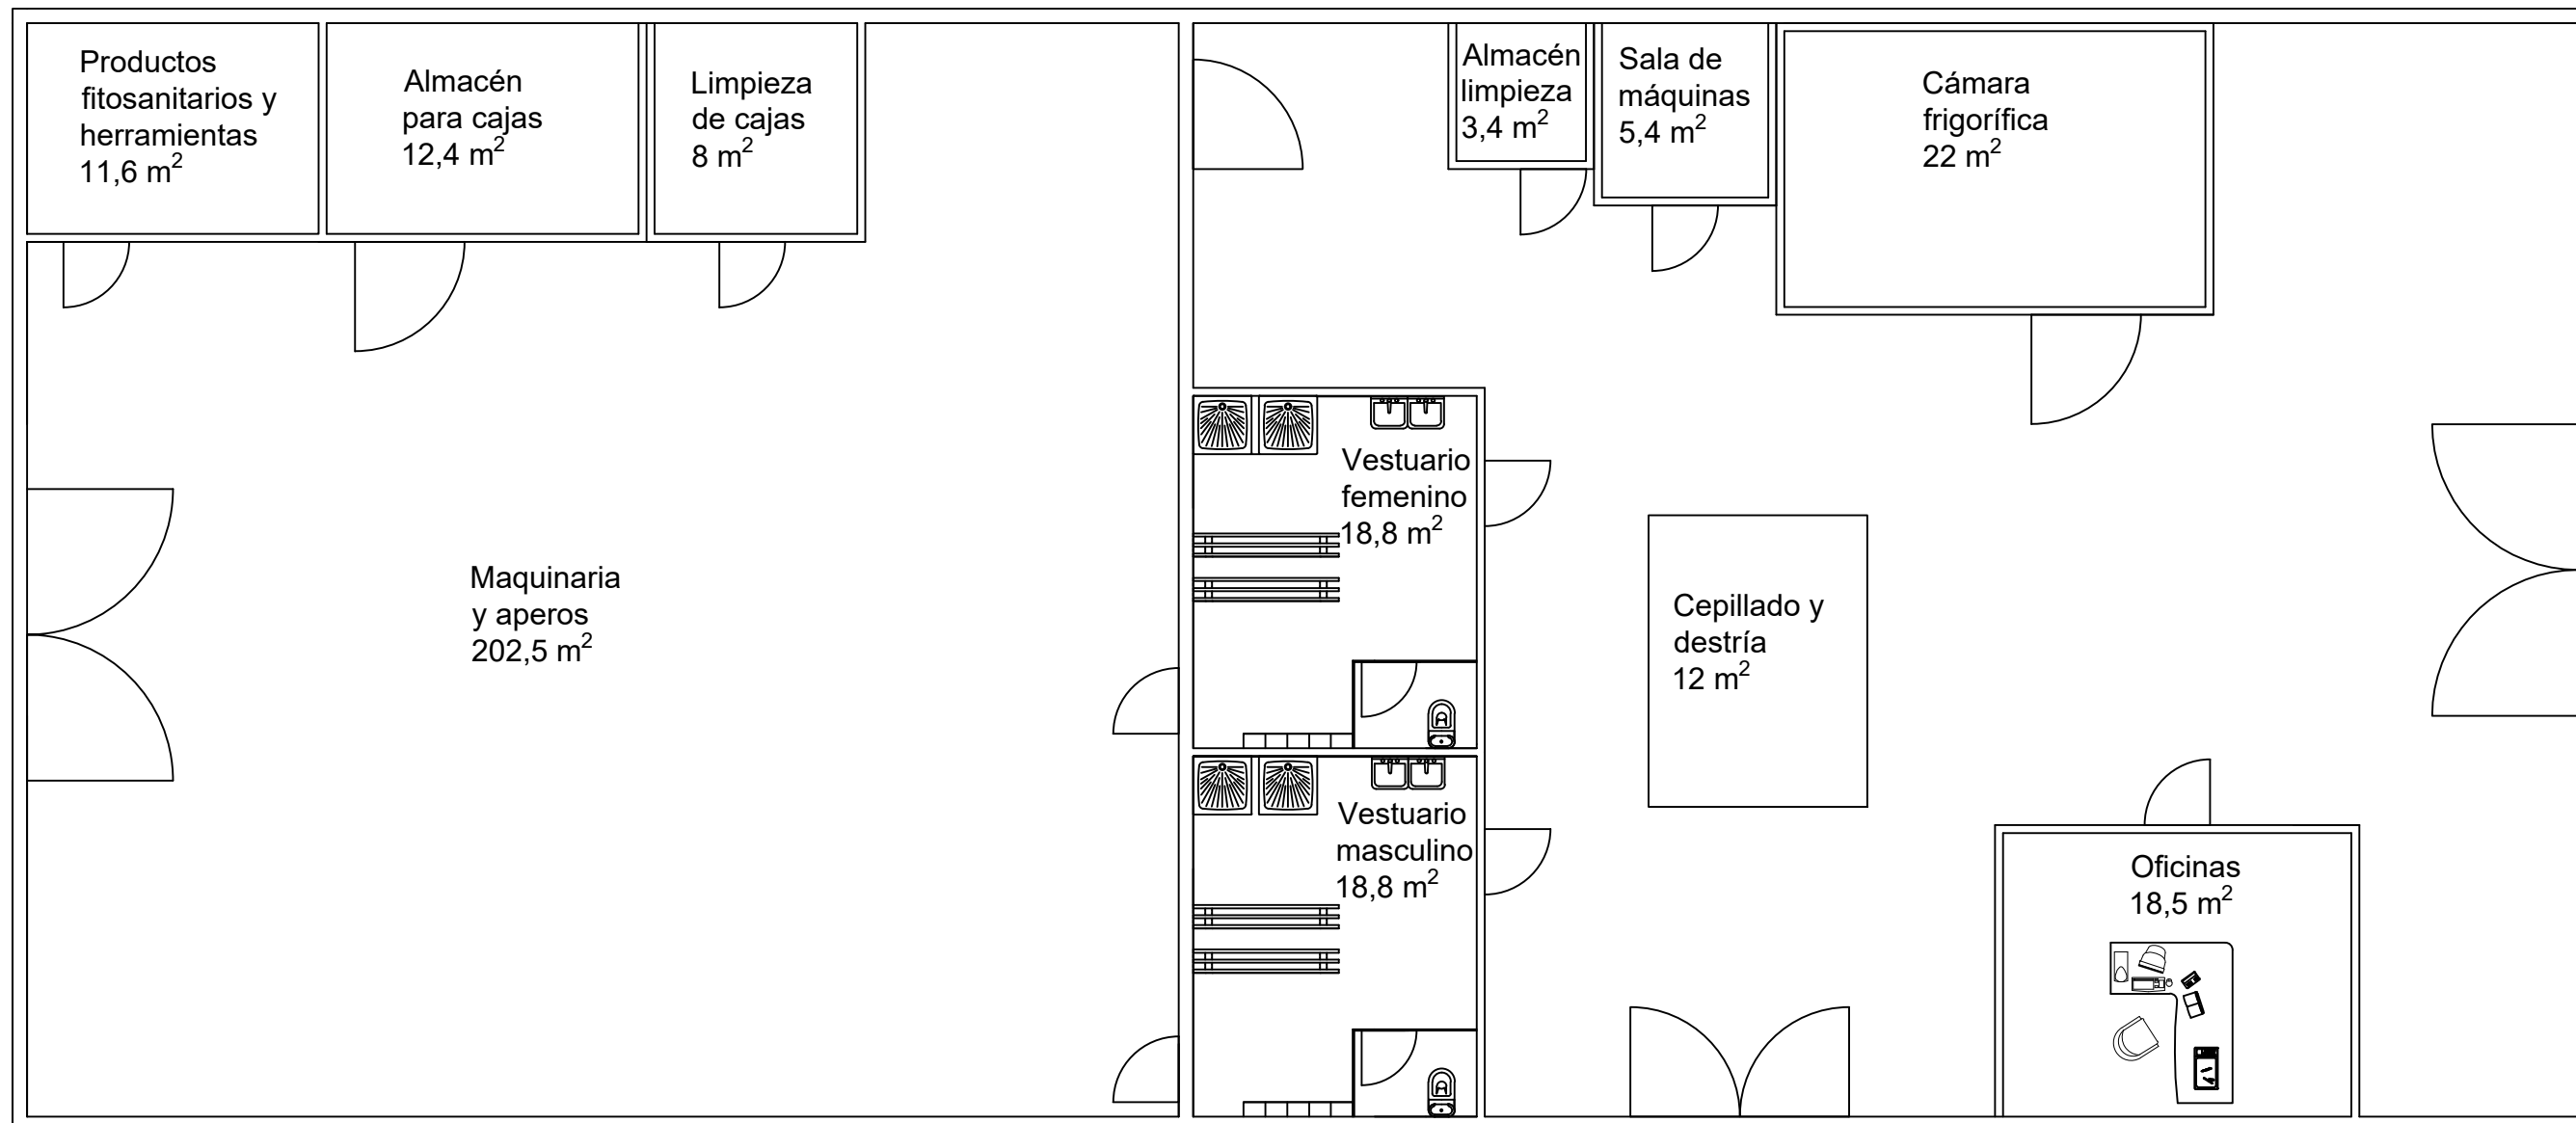 Productos
fitosanitarios y
herramientas
11,6 m²
Almacén
para cajas
12,4 m²
Limpieza
de cajas
8 m²
Almacén
limpieza
3,4 m²
Sala de
máquinas
5,4 m²
Cámara
frigorífica
22 m²
Vestuario
femenino
18,8 m²
Maquinaria
y aperos
202,5 m²
Cepillado y
destría
12 m²
Vestuario
masculino
18,8 m²
Oficinas
18,5 m²